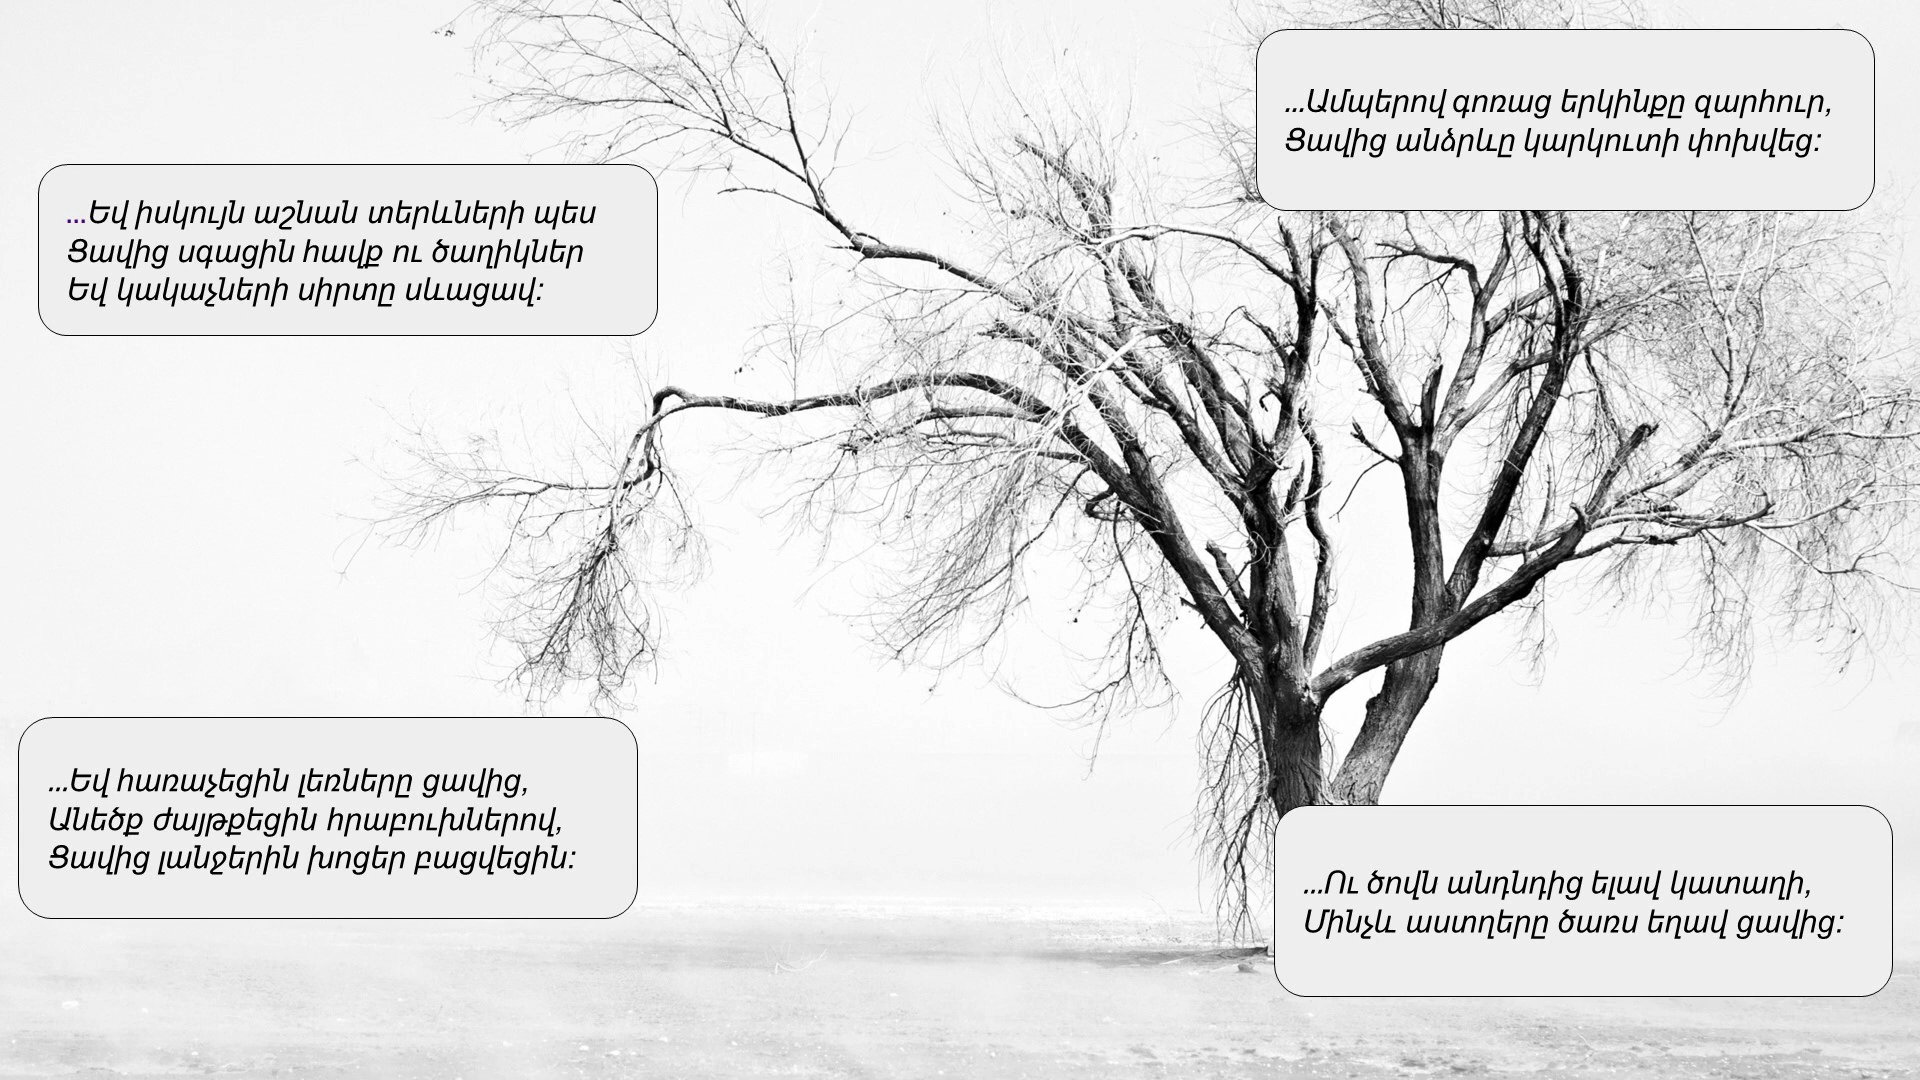 ...Ամպերով գոռաց երկինքը զարհուր,
Ցավից անձրևը կարկուտի փոխվեց:
...Եվ իսկույն աշնան տերևների պես
Ցավից սգացին հավք ու ծաղիկներ
Եվ կակաչների սիրտը սևացավ:
...Եվ հառաչեցին լեռները ցավից,
Անեծք ժայթքեցին հրաբուխներով,
Ցավից լանջերին խոցեր բացվեցին:
...Ու ծովն անդնդից ելավ կատաղի,
Մինչև աստղերը ծառս եղավ ցավից: